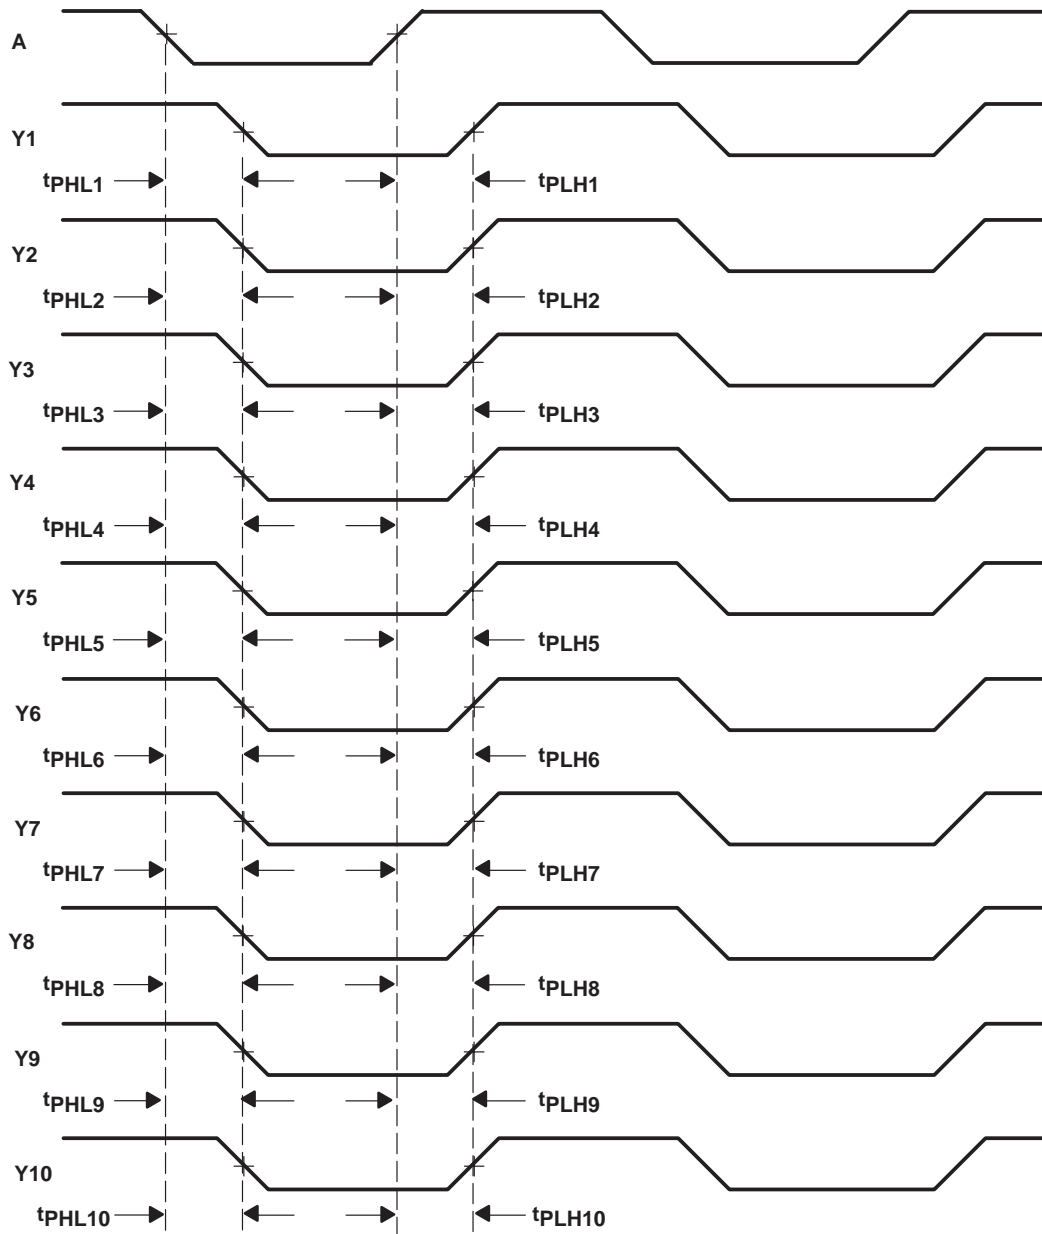 A
Y1
tPHL1 tPLH1
Y2
tPHL2 tPLH2
Y3
tPHL3 tPLH3
Y4
tPHL4 tPLH4
Y5
tPHL5 tPLH5
Y6
tPHL6 tPLH6
Y7
tPHL7 tPLH7
Y8
tPHL8 tPLH8
Y9
tPHL9 tPLH9
Y10
tPHL10 tPLH10